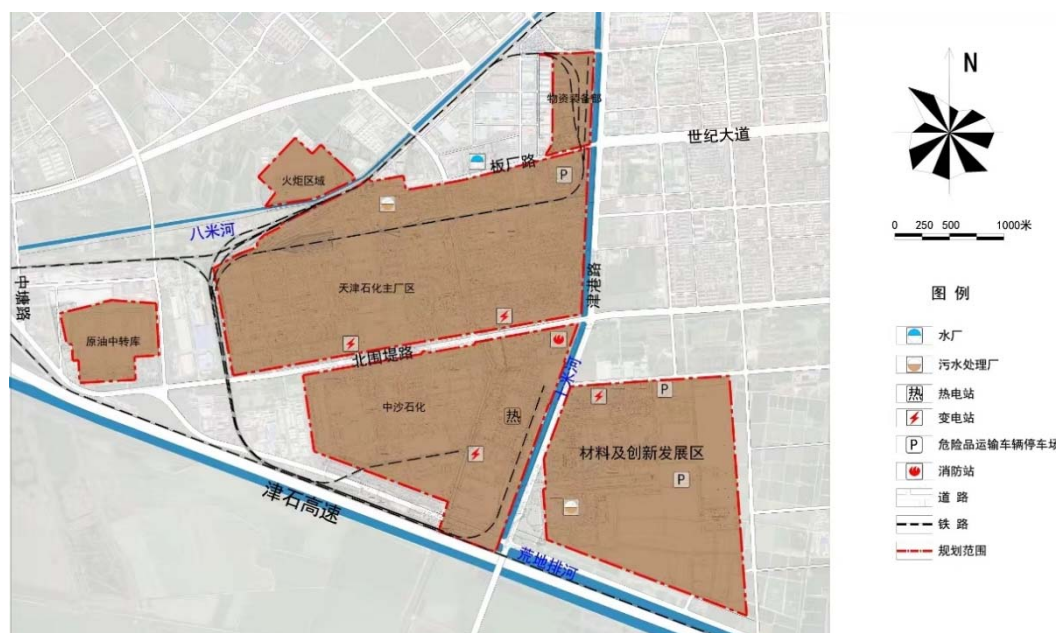 物资装备部
世纪大道
板厂路
P
火炬区域
八米河
中塘路
天津石化主厂区
津港路
原油中转库
北围堤路
十米河
中沙石化
热
P
材料及创新发展区
P
津石高速
荒地排河
N
0 250 500 1000米
图 例
水厂
污水处理厂
热 热电站
变电站
P 危险品运输车辆停车场
消防站
道 路
铁 路
规划范围